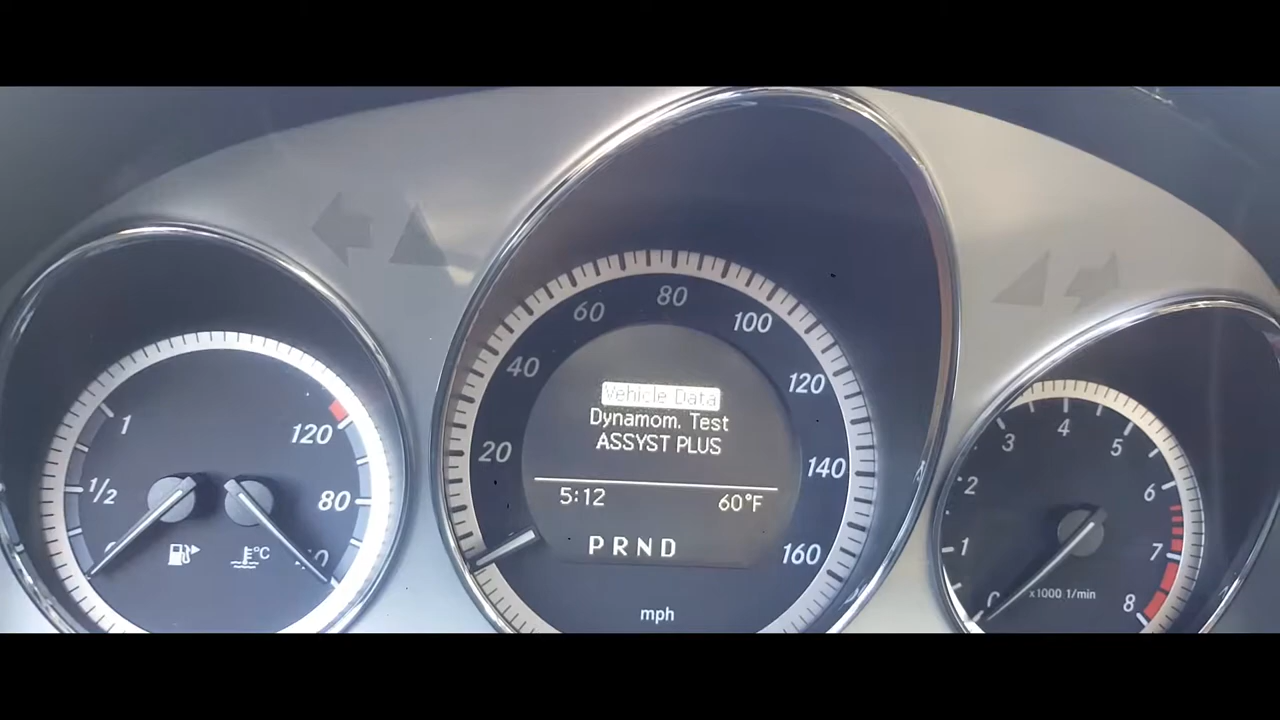 1
1/2
120
80
°C
20
40
60
80
100
120
140
160
mph
Vehicle Data
Dynamom. Test
ASSYST PLUS
5:12 60°F
PRND
1
2
3
4
5
6
7
8
x1000 1/min